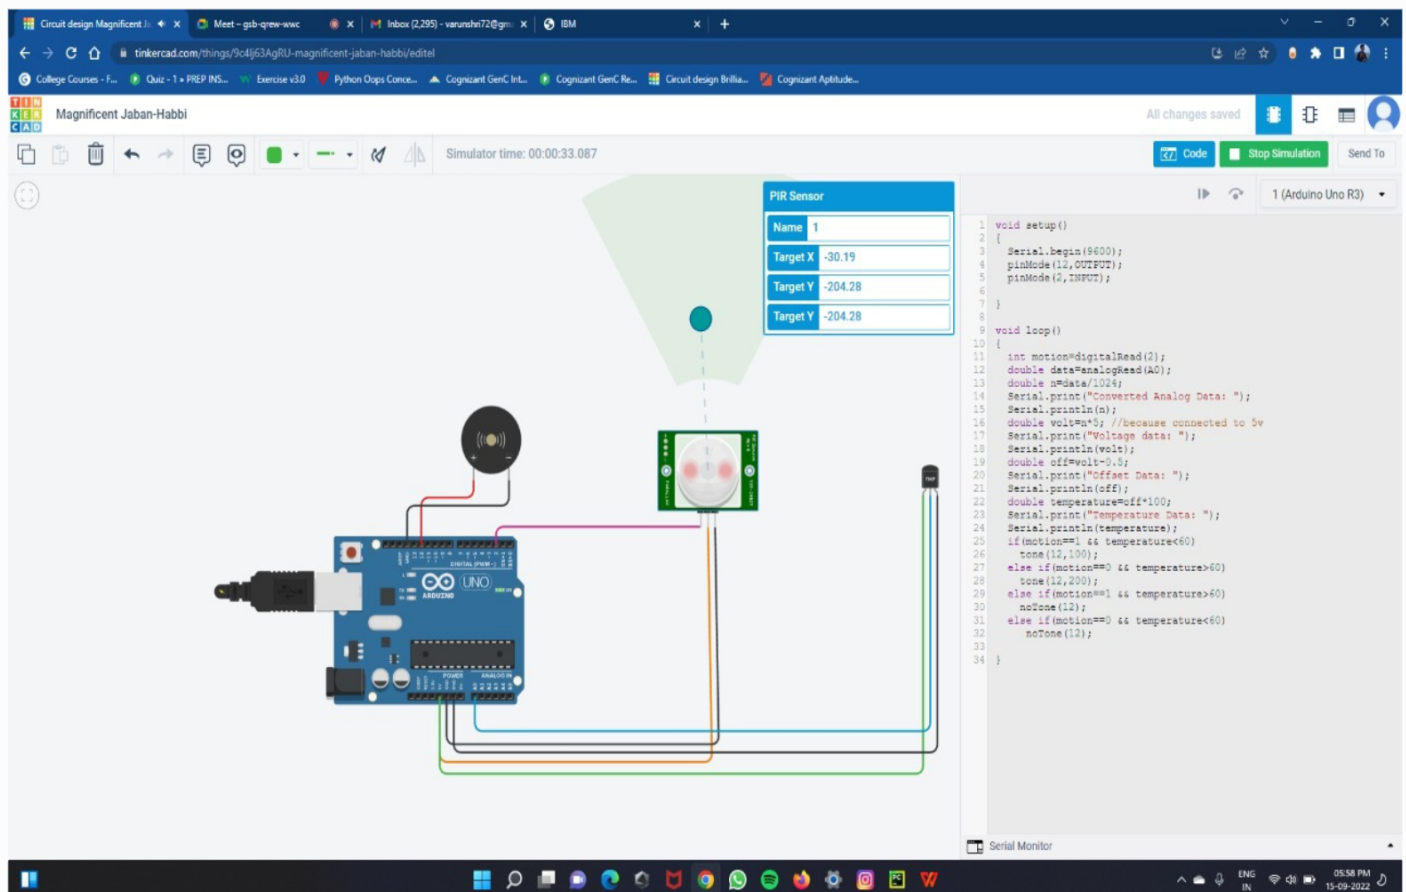 Circuit design Magnificent Ja
Meet – gsb-qrew-wwc
Inbox (2,295) - varunshri72@gm
IBM
tinkercad.com/things/9c4lj63AgRU-magnificent-jaban-habbi/editel
College Courses - F...
Quiz - 1 » PREP INS...
Exercise v3.0
Python Oops Conce...
Cognizant GenC Int...
Cognizant GenC Re...
Circuit design Brillia...
Cognizant Aptitude...
TIN
KER
CAD
Magnificent Jaban-Habbi
All changes saved
Simulator time: 00:00:33.087
Code
Stop Simulation
Send To
1 (Arduino Uno R3)
PIR Sensor
Name 1
Target X -30.19
Target Y -204.28
Target Y -204.28
TMP
DIGITAL (PWM~)
UNO
ARDUINO
POWER
ANALOG IN
1 void setup()
2 {
3 Serial.begin(9600);
4 pinMode(12,OUTPUT);
5 pinMode(2,INPUT);
6
7 }
8
9 void loop()
10 {
11 int motion=digitalRead(2);
12 double data=analogRead(A0);
13 double n=data/1024;
14 Serial.print("Converted Analog Data: ");
15 Serial.println(n);
16 double volt=n*5; //because connected to 5v
17 Serial.print("Voltage data: ");
18 Serial.println(volt);
19 double off=volt-0.5;
20 Serial.print("Offset Data: ");
21 Serial.println(off);
22 double temperature=off*100;
23 Serial.print("Temperature Data: ");
24 Serial.println(temperature);
25 if(motion==1 && temperature<60)
26 tone(12,100);
27 else if(motion==0 && temperature>60)
28 tone(12,200);
29 else if(motion==1 && temperature>60)
30 noTone(12);
31 else if(motion==0 && temperature<60)
32 noTone(12);
33
34 }
Serial Monitor
ENG
IN
05:58 PM
15-09-2022